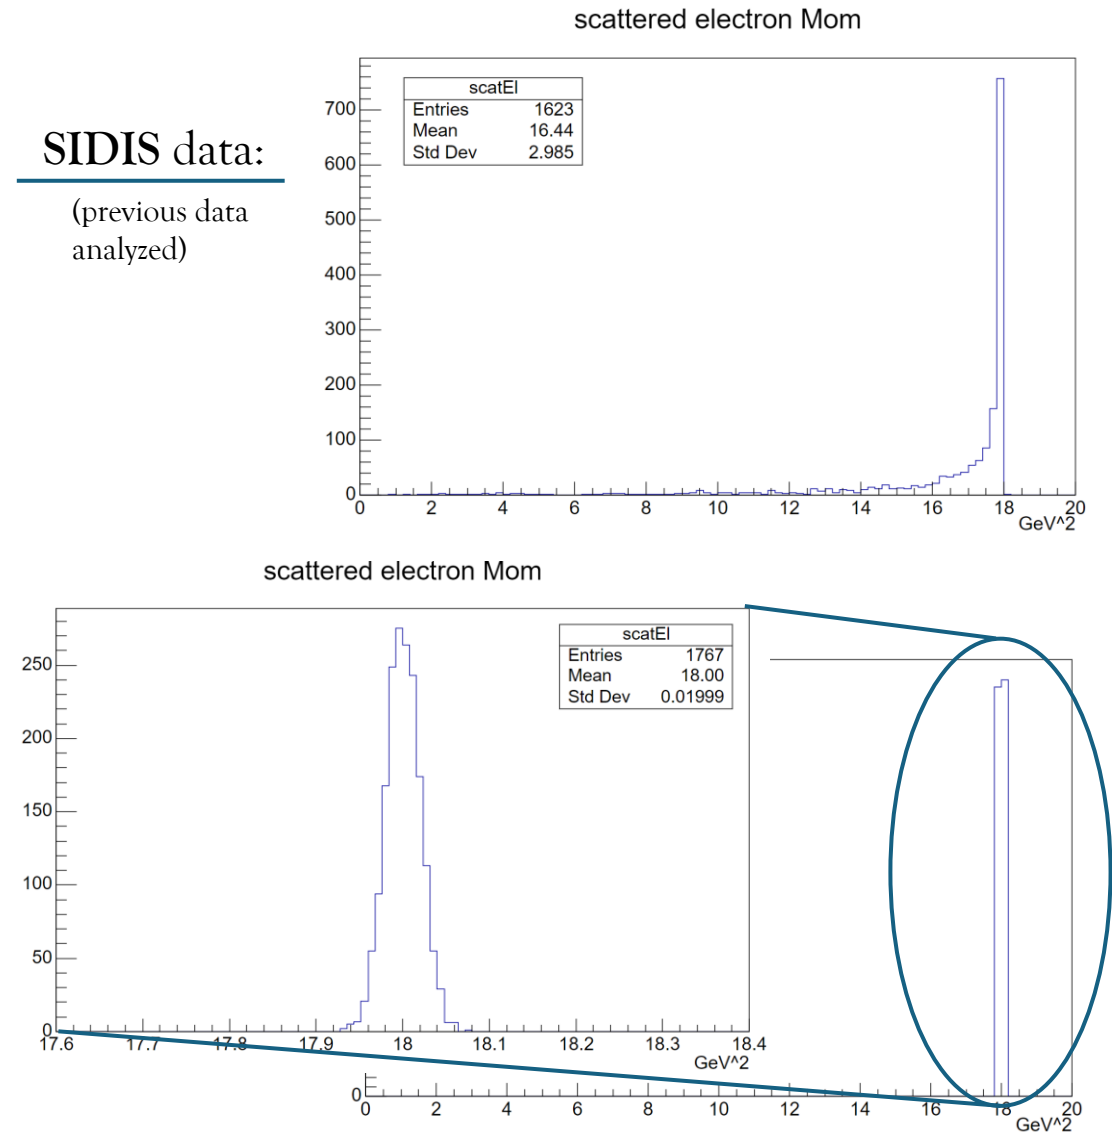 scattered electron Mom
SIDIS data:
(previous data
analyzed)
scatEl
Entries 1623
Mean 16.44
Std Dev 2.985
700
600
500
400
300
200
100
0
0 2 4 6 8 10 12 14 16 18 20
GeV^2
scattered electron Mom
scatEl
Entries 1767
Mean 18.00
Std Dev 0.01999
250
200
150
100
50
0
17.6 17.7 17.8 17.9 18 18.1 18.2 18.3 18.4
GeV^2
0
0 2 4 6 8 10 12 14 16 18 20
GeV^2